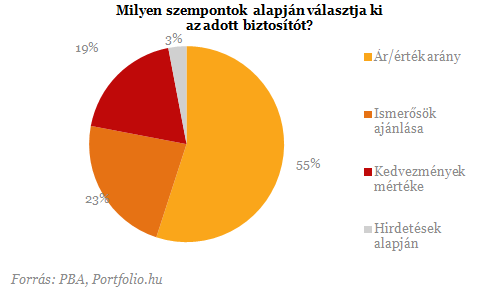 Milyen szempontok alapján választja ki
az adott biztosítót?
3%
19%
55%
23%
Ár/érték arány
Ismerősök
ajánlása
Kedvezmények
mértéke
Hirdetések
alapján
Forrás: PBA, Portfolio.hu